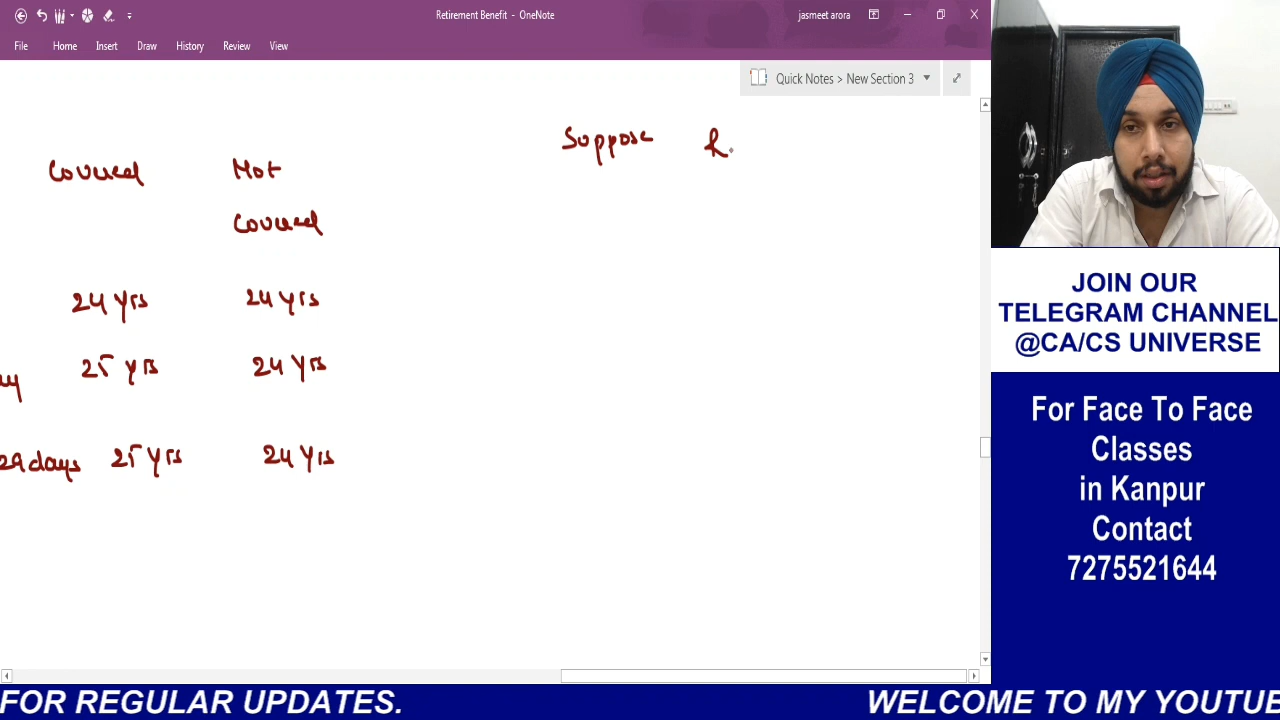 Retirement Benefit - OneNote
jasmeet arora
File Home Insert Draw History Review View
Quick Notes > New Section 3
Suppose R.
Covered Not
Covered
24 yrs 24 yrs
25 yrs 24 yrs
29 days 25 yrs 24 yrs
JOIN OUR
TELEGRAM CHANNEL
@CA/CS UNIVERSE
For Face To Face
Classes
in Kanpur
Contact
7275521644
FOR REGULAR UPDATES. WELCOME TO MY YOUTUBE